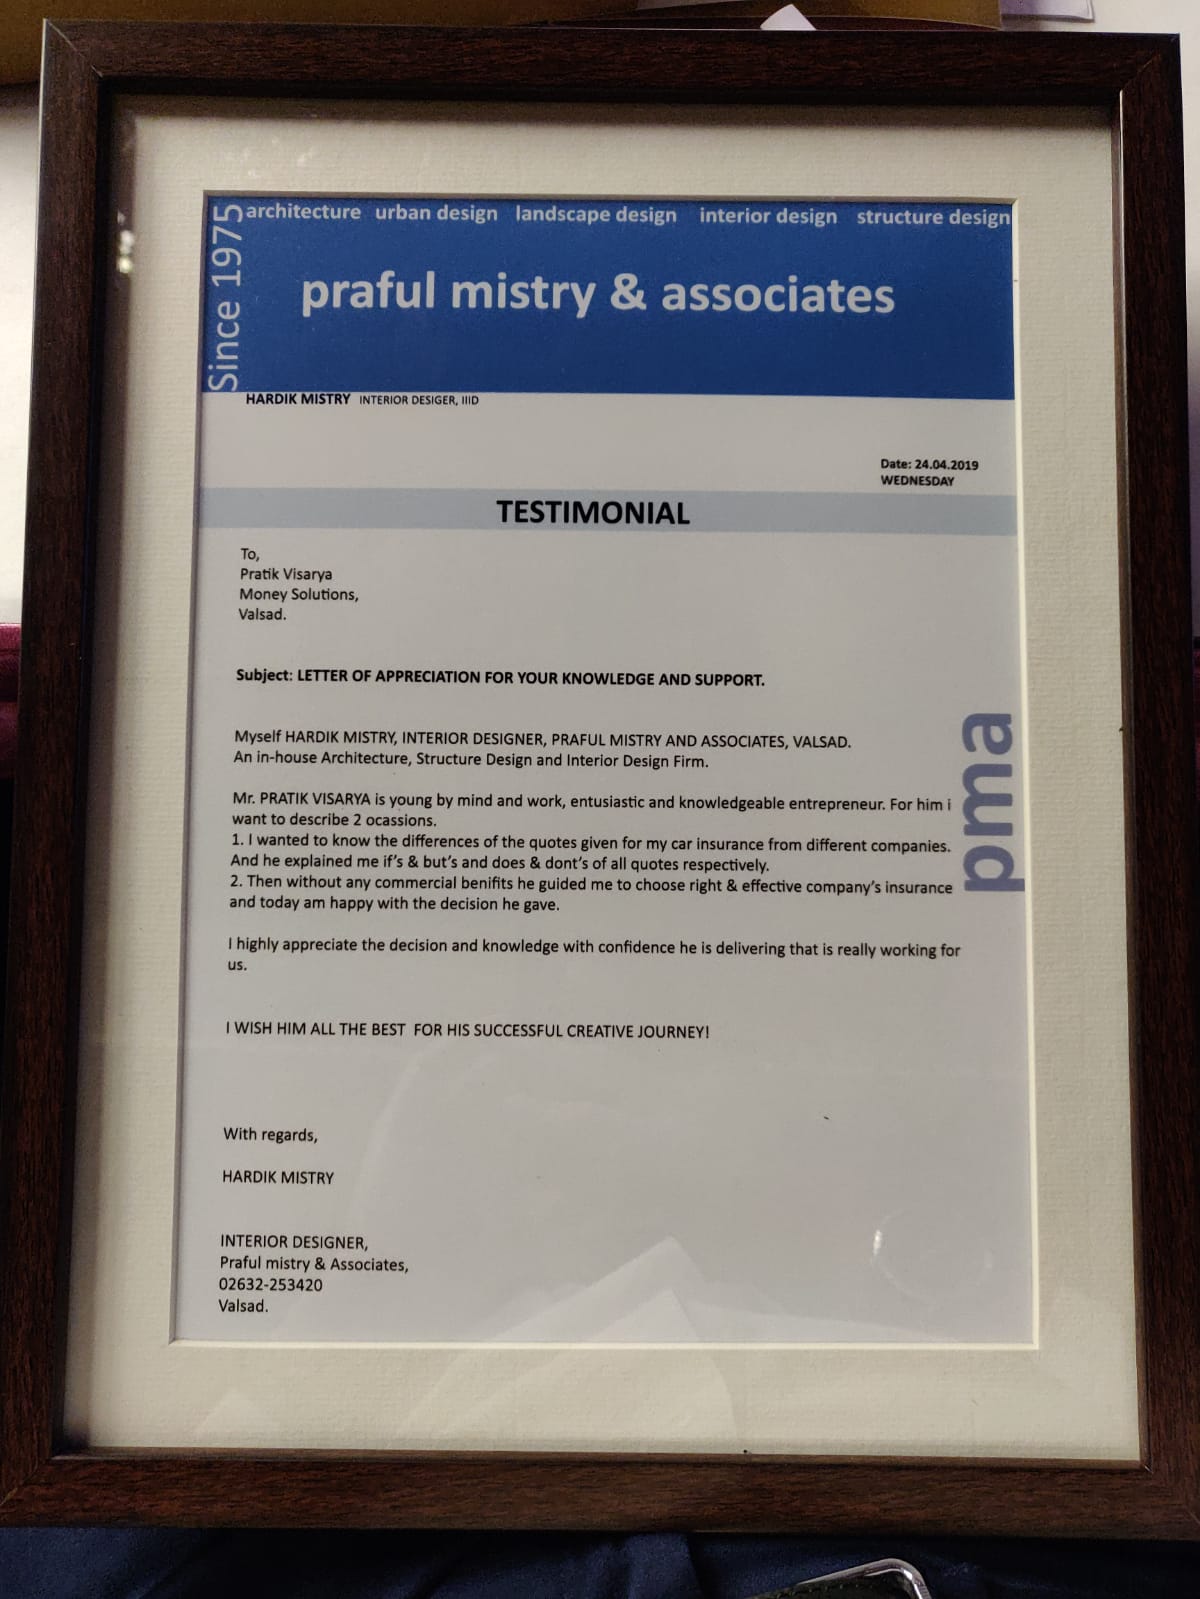 Since 1975
architecture urban design landscape design interior design structure design
praful mistry & associates
HARDIK MISTRY INTERIOR DESIGER, IIID
Date: 24.04.2019
WEDNESDAY
TESTIMONIAL
To,
Pratik Visarya
Money Solutions,
Valsad.
Subject: LETTER OF APPRECIATION FOR YOUR KNOWLEDGE AND SUPPORT.
Myself HARDIK MISTRY, INTERIOR DESIGNER, PRAFUL MISTRY AND ASSOCIATES, VALSAD.
An in-house Architecture, Structure Design and Interior Design Firm.
Mr. PRATIK VISARYA is young by mind and work, entusiastic and knowledgeable entrepreneur. For him i
want to describe 2 ocassions.
1. I wanted to know the differences of the quotes given for my car insurance from different companies.
And he explained me if's & but's and does & dont's of all quotes respectively.
2. Then without any commercial benifits he guided me to choose right & effective company's insurance
and today am happy with the decision he gave.
I highly appreciate the decision and knowledge with confidence he is delivering that is really working for
us.
I WISH HIM ALL THE BEST FOR HIS SUCCESSFUL CREATIVE JOURNEY!
With regards,
HARDIK MISTRY
INTERIOR DESIGNER,
Praful mistry & Associates,
02632-253420
Valsad.
pma